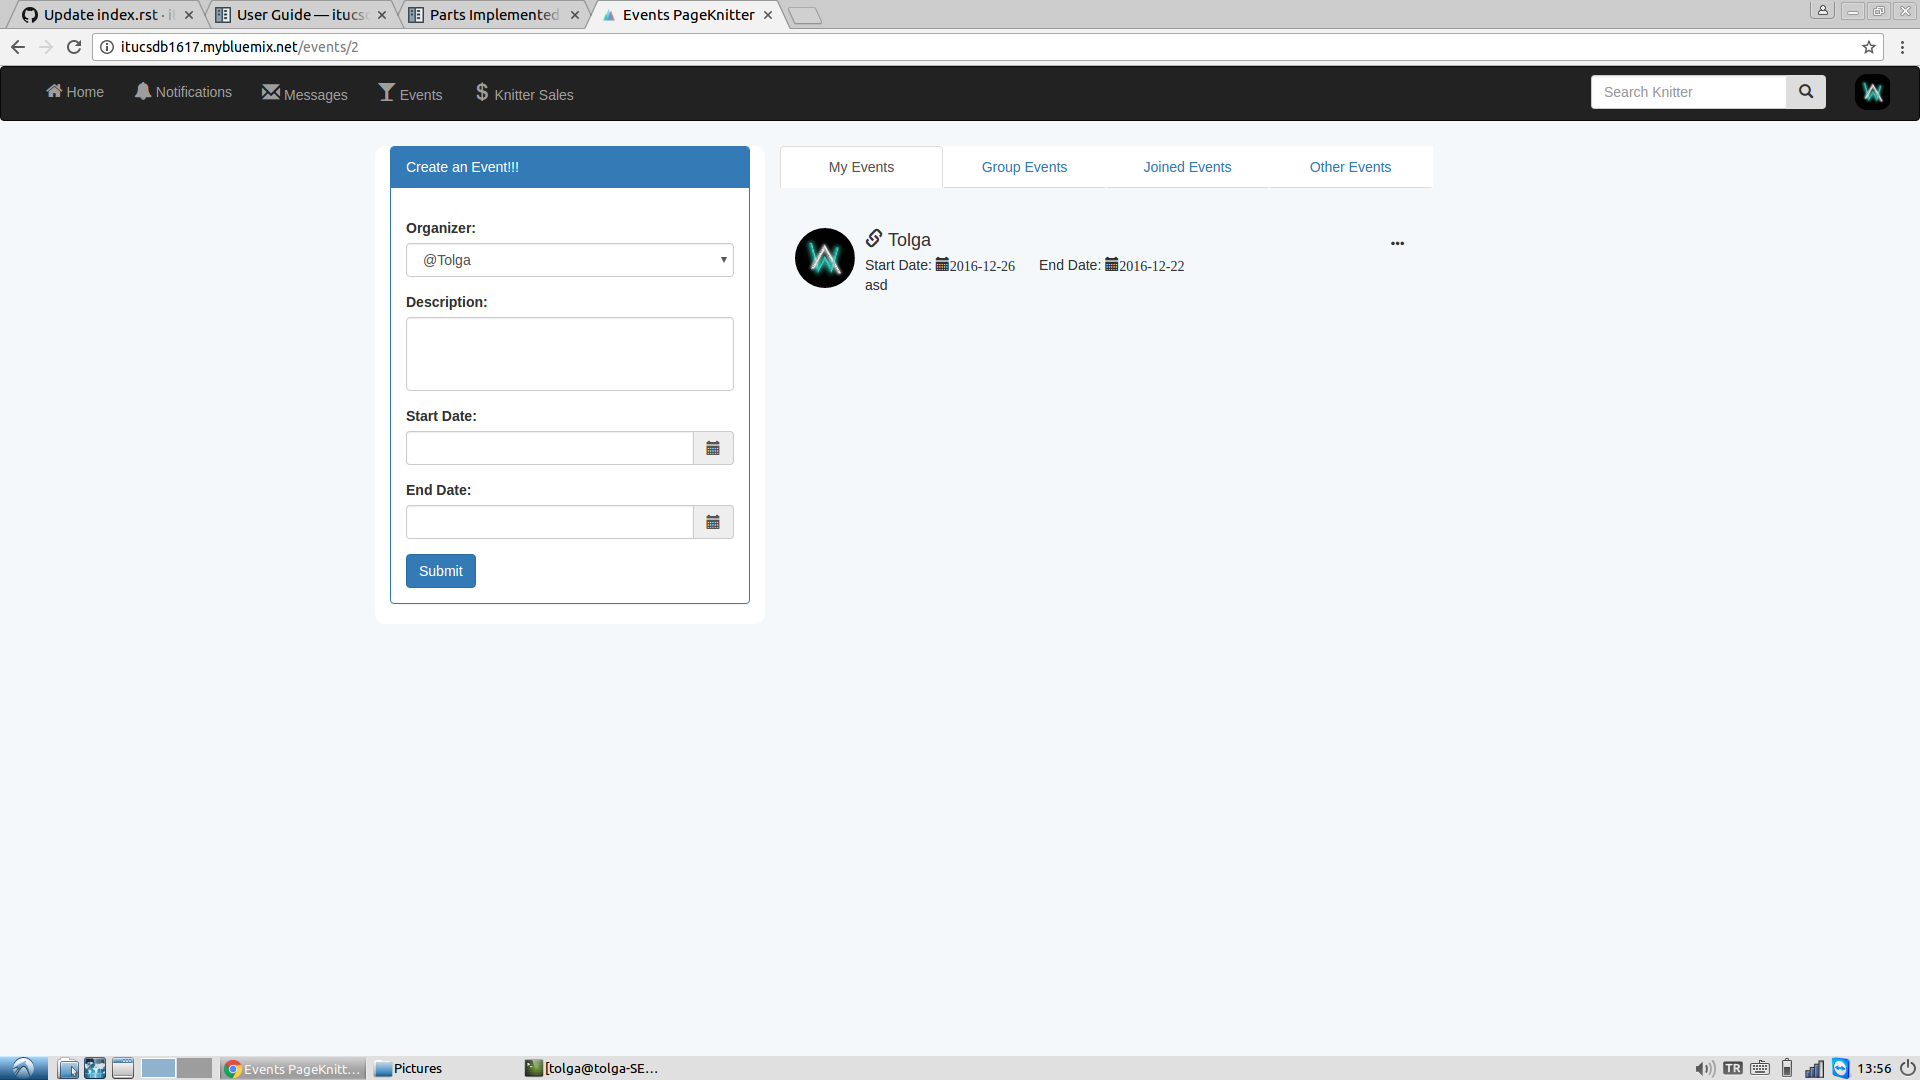 Update index.rst · it
User Guide — itucs
Parts Implemented
Events PageKnitter
itucsdb1617.mybluemix.net/events/2
Home
Notifications
Messages
Events
Knitter Sales
Search Knitter
Create an Event!!!
Organizer:
@Tolga
Description:
Start Date:
End Date:
Submit
My Events
Group Events
Joined Events
Other Events
Tolga
Start Date: 2016-12-26 End Date: 2016-12-22
asd
Events PageKnitt...
Pictures
[tolga@tolga-SE...
TR
13:56